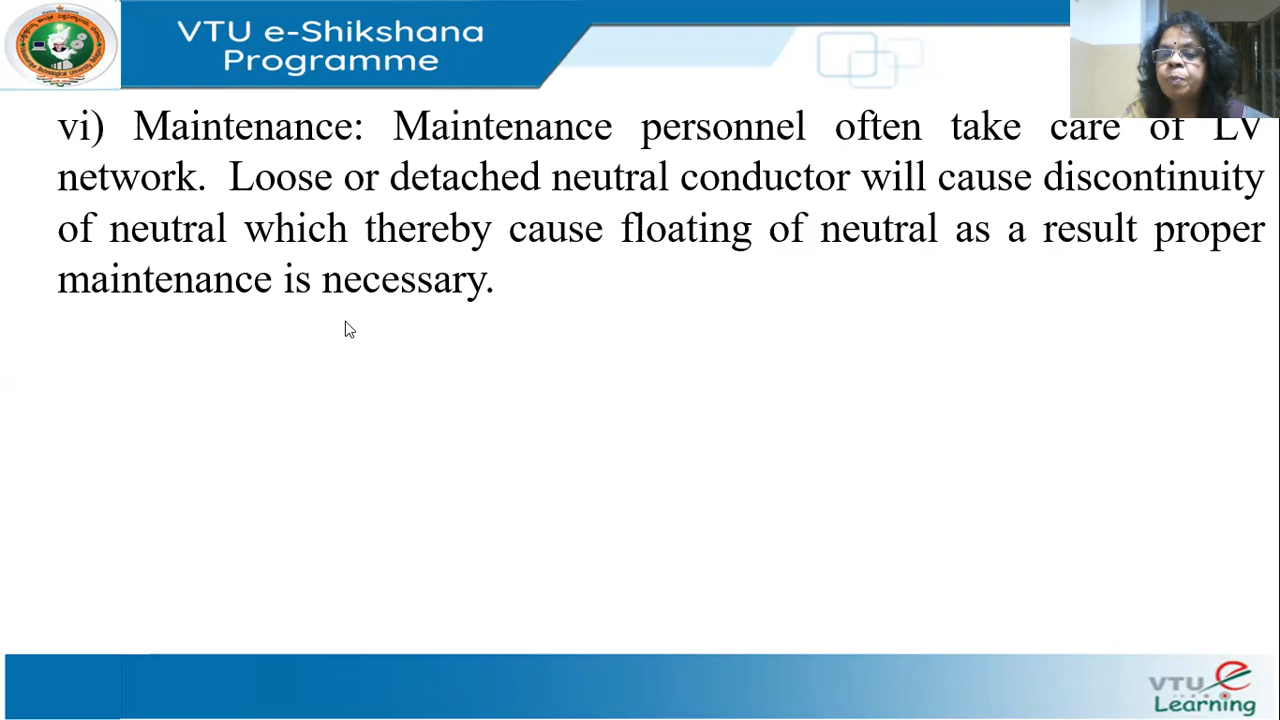 VTU e-Shikshana
Programme
vi) Maintenance: Maintenance personnel often take care of LV
network. Loose or detached neutral conductor will cause discontinuity
of neutral which thereby cause floating of neutral as a result proper
maintenance is necessary.
VTU e
Learning